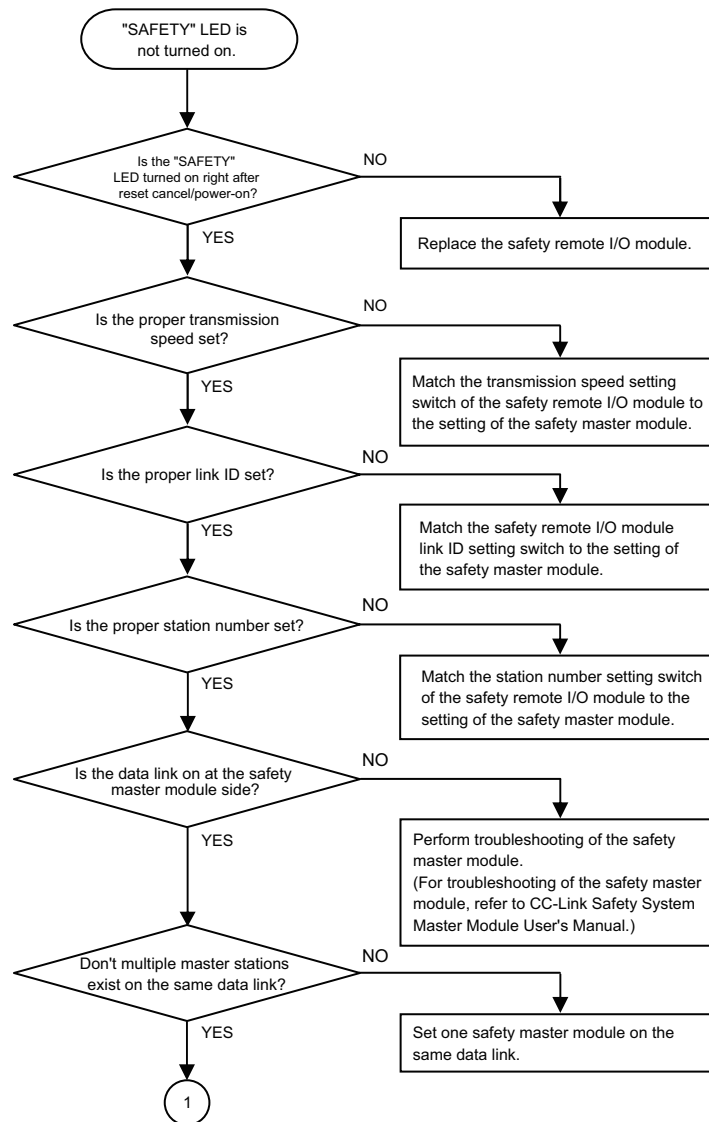 "SAFETY" LED is
not turned on.
Is the "SAFETY"
LED turned on right after
reset cancel/power-on?
NO
Replace the safety remote I/O module.
YES
Is the proper transmission
speed set?
NO
Match the transmission speed setting
switch of the safety remote I/O module to
the setting of the safety master module.
YES
Is the proper link ID set?
NO
Match the safety remote I/O module
link ID setting switch to the setting of
the safety master module.
YES
Is the proper station number set?
NO
Match the station number setting switch
of the safety remote I/O module to the
setting of the safety master module.
YES
Is the data link on at the safety
master module side?
NO
Perform troubleshooting of the safety
master module.
(For troubleshooting of the safety master
module, refer to CC-Link Safety System
Master Module User's Manual.)
YES
Don't multiple master stations
exist on the same data link?
NO
Set one safety master module on the
same data link.
YES
1